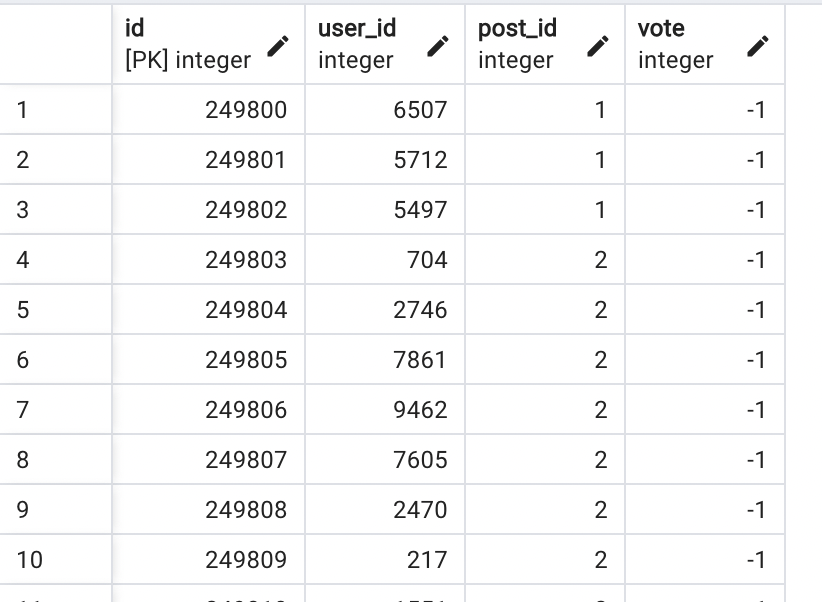 id user_id post_id vote
[PK] integer integer integer integer
1 249800 6507 1 -1
2 249801 5712 1 -1
3 249802 5497 1 -1
4 249803 704 2 -1
5 249804 2746 2 -1
6 249805 7861 2 -1
7 249806 9462 2 -1
8 249807 7605 2 -1
9 249808 2470 2 -1
10 249809 217 2 -1